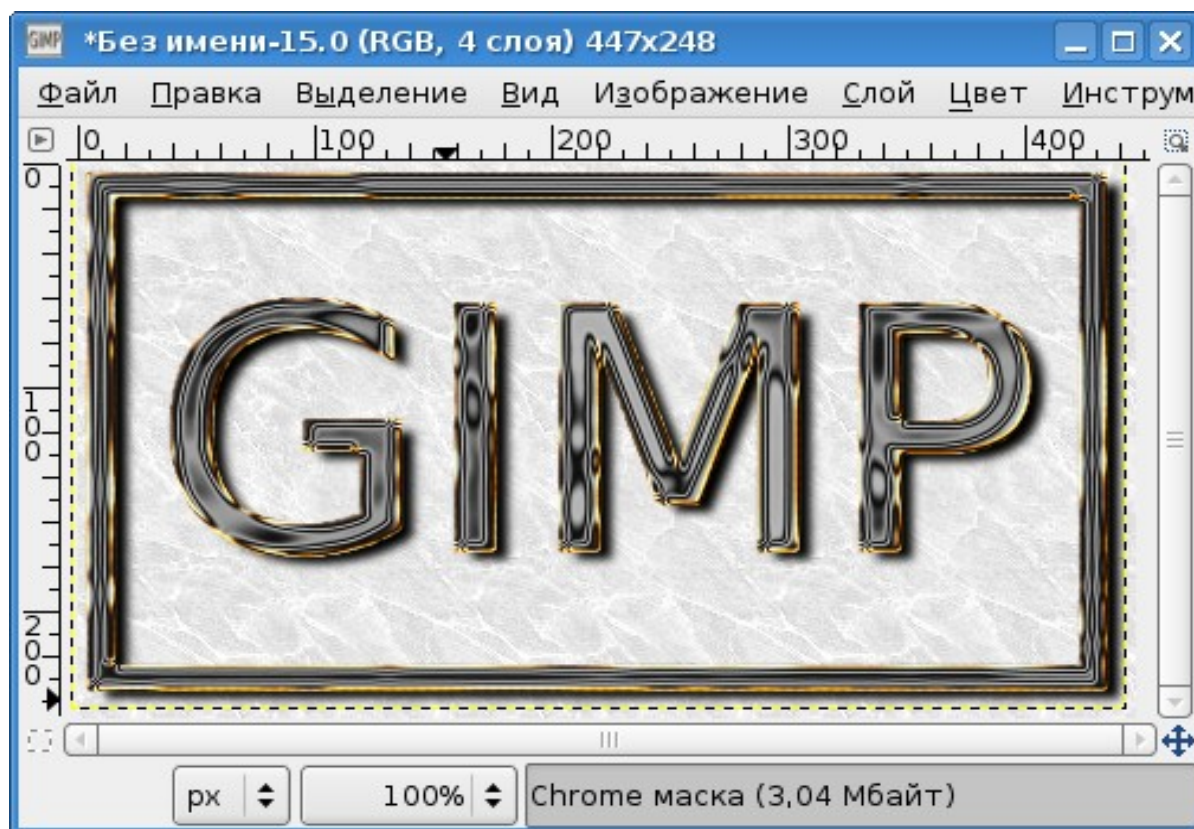 GIMP *Без имени-15.0 (RGB, 4 слоя) 447x248
Файл Правка Выделение Вид Изображение Слой Цвет Инструм
0 100 200 300 400
0
100
200
GIMP
px 100% Chrome маска (3,04 Мбайт)